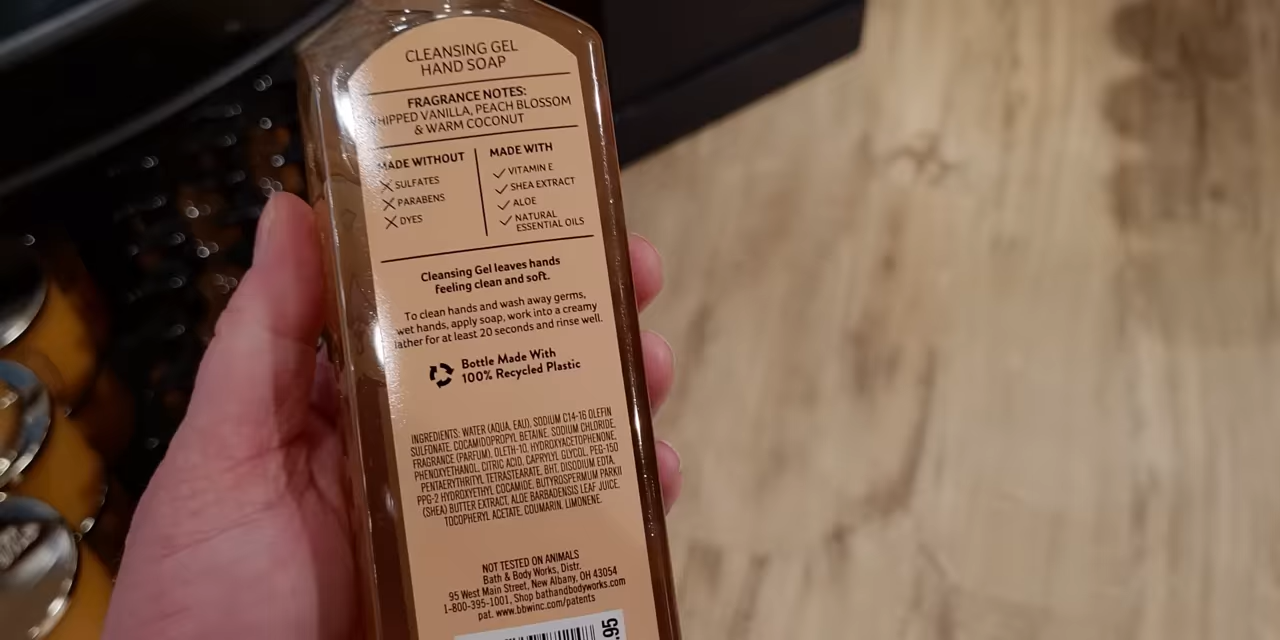 CLEANSING GEL
HAND SOAP
FRAGRANCE NOTES:
WHIPPED VANILLA, PEACH BLOSSOM
& WARM COCONUT
MADE WITHOUT
SULFATES
PARABENS
DYES
MADE WITH
VITAMIN E
SHEA EXTRACT
ALOE
NATURAL
ESSENTIAL OILS
Cleansing Gel leaves hands
feeling clean and soft.
To clean hands and wash away germs,
wet hands, apply soap, work into a creamy
lather for at least 20 seconds and rinse well.
Bottle Made With
100% Recycled Plastic
INGREDIENTS: WATER (AQUA, EAU), SODIUM C14-16 OLEFIN
SULFONATE, COCAMIDOPROPYL BETAINE, SODIUM CHLORIDE,
FRAGRANCE (PARFUM), OLETH-10, HYDROXYACETOPHENONE,
PHENOXYETHANOL, CITRIC ACID, CAPRYLYL GLYCOL, PEG-150
PENTAERYTHRITYL TETRASTEARATE, BHT, DISODIUM EDTA,
PPG-2 HYDROXYETHYL COCAMIDE, BUTYROSPERMUM PARKII
(SHEA) BUTTER EXTRACT, ALOE BARBADENSIS LEAF JUICE,
TOCOPHERYL ACETATE, COUMARIN, LIMONENE.
NOT TESTED ON ANIMALS
Bath & Body Works, Distr.
95 West Main Street, New Albany, OH 43054
1-800-395-1001, Shop bathandbodyworks.com
pat. www.bbwinc.com/patents
.95